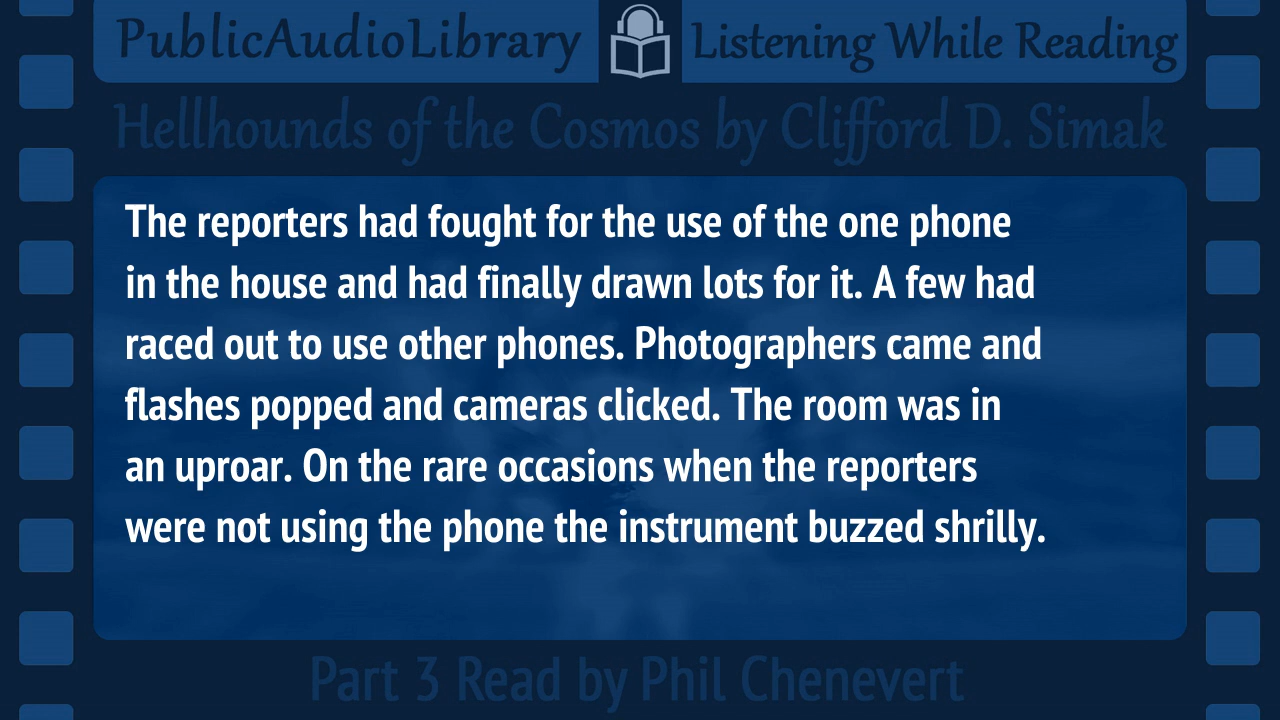 PublicAudioLibrary Listening While Reading
Hellhounds of the Cosmos by Clifford D. Simak
The reporters had fought for the use of the one phone
in the house and had finally drawn lots for it. A few had
raced out to use other phones. Photographers came and
flashes popped and cameras clicked. The room was in
an uproar. On the rare occasions when the reporters
were not using the phone the instrument buzzed shrilly.
Part 3 Read by Phil Chenevert